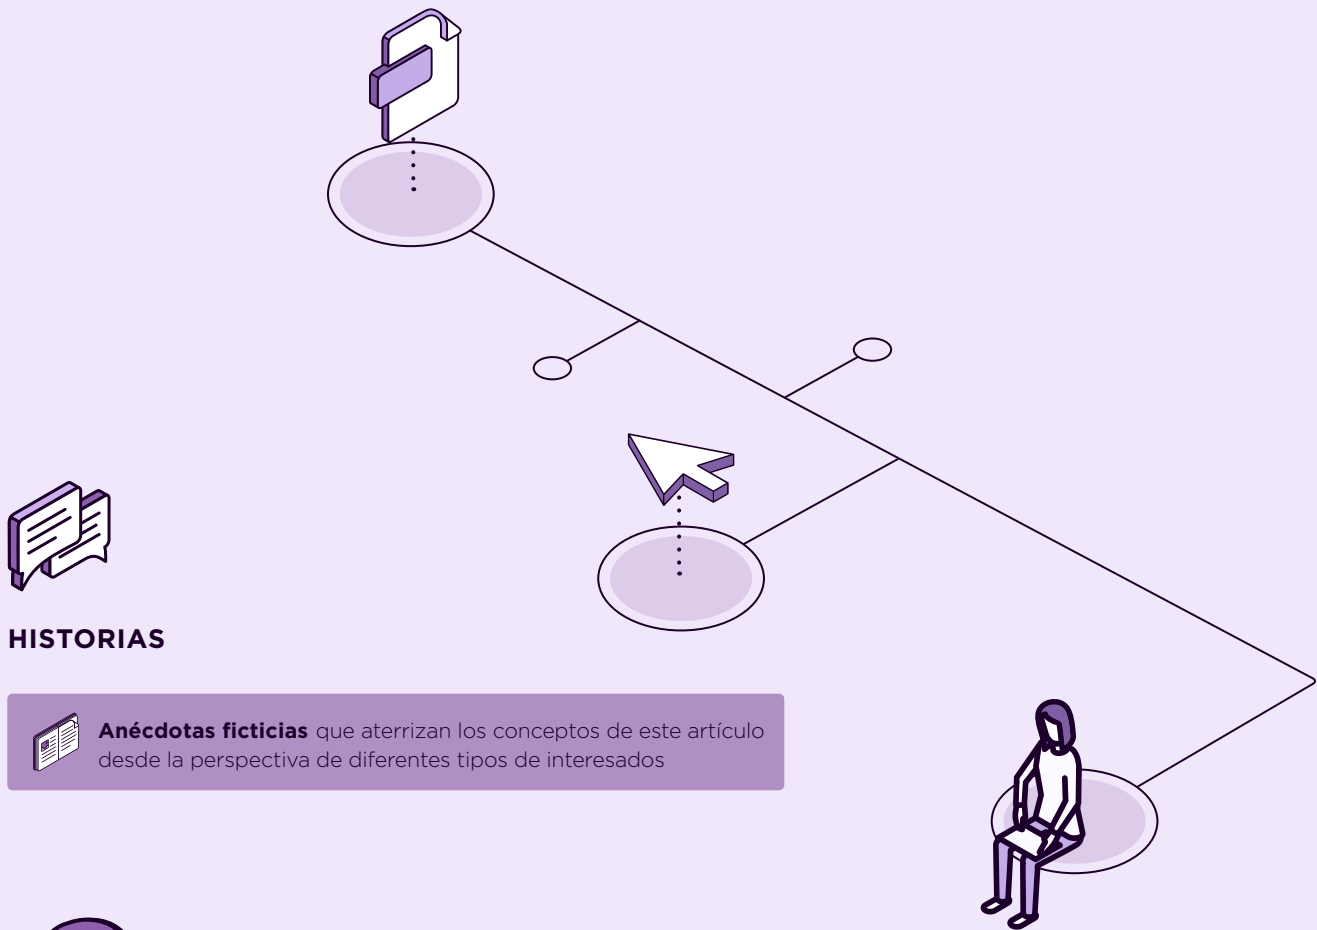 HISTORIAS
Anécdotas ficticias que aterrizan los conceptos de este artículo
desde la perspectiva de diferentes tipos de interesados